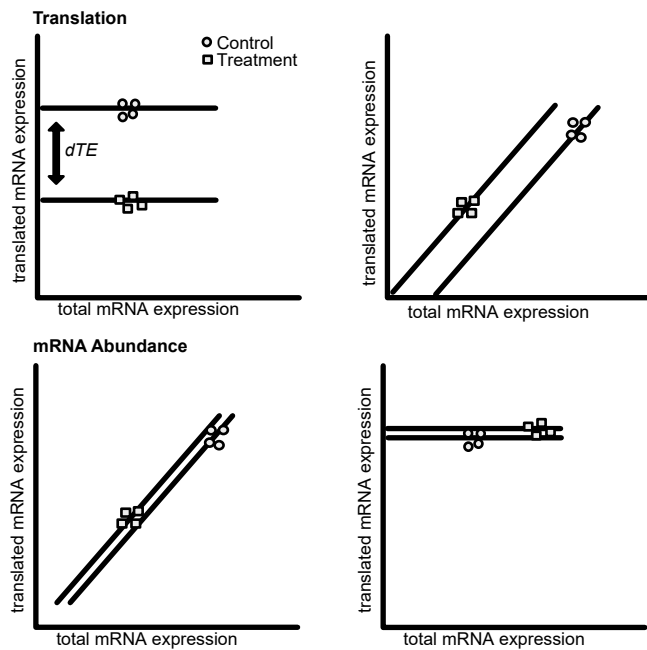 Translation
Control
Treatment
translated mRNA expression
dTE
total mRNA expression
translated mRNA expression
total mRNA expression
mRNA Abundance
translated mRNA expression
total mRNA expression
translated mRNA expression
total mRNA expression